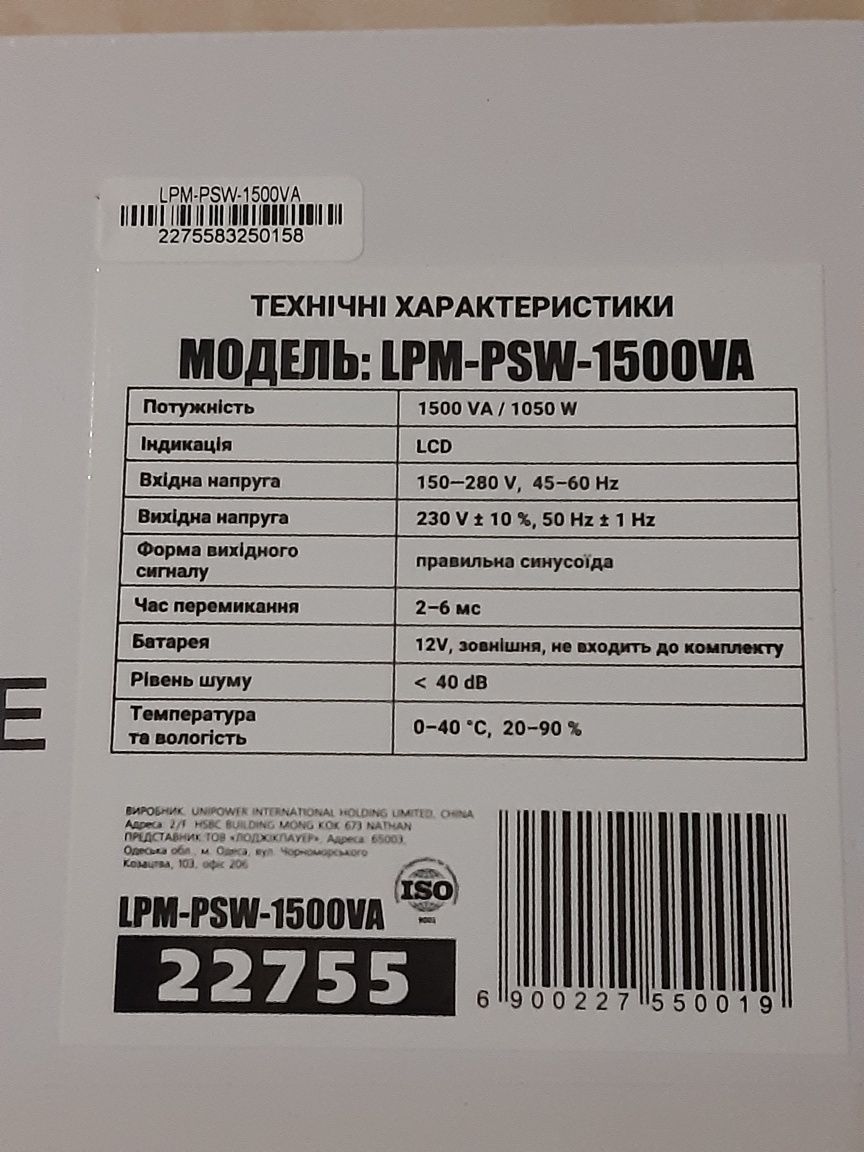 LPM-PSW-1500VA
2275583250158
ТЕХНІЧНІ ХАРАКТЕРИСТИКИ
МОДЕЛЬ: LPM-PSW-1500VA
Потужність 1500 VA / 1050 W
Індикація LCD
Вхідна напруга 150–280 V, 45–60 Hz
Вихідна напруга 230 V ± 10 %, 50 Hz ± 1 Hz
Форма вихідного
сигналу правильна синусоїда
Час перемикання 2–6 мс
Батарея 12V, зовнішня, не входить до комплекту
Рівень шуму < 40 dB
Температура
та вологість 0–40 °C, 20–90 %
E
ВИРОБНИК: UNIPOWER INTERNATIONAL HOLDING LIMITED, CHINA
Адреса: 2/F HSBC BUILDING MONG KOK 673 NATHAN
ПРЕДСТАВНИК ТОВ «ЛОДЖІКПАУЕР», Адреса: 65003,
Одеська обл., м. Одеса, вул. Чорноморського
Козацтва, 103, офіс 206
ISO
9001
LPM-PSW-1500VA
22755
6 900227 550019